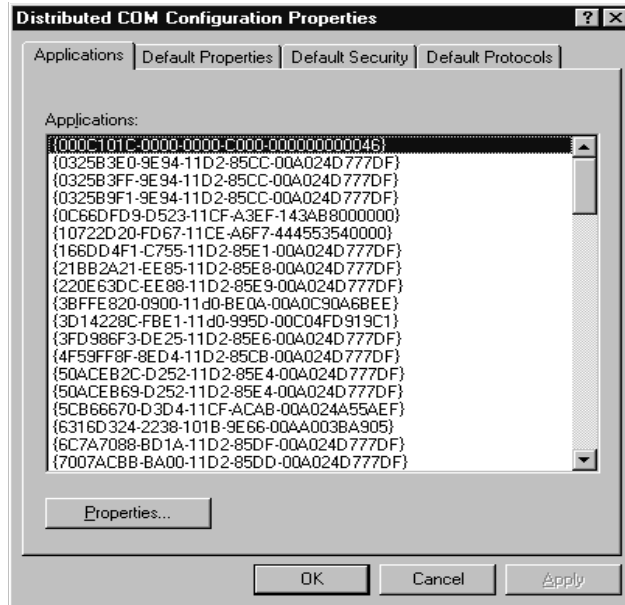 Distributed COM Configuration Properties
Applications Default Properties Default Security Default Protocols
Applications:
{000C101C-0000-0000-C000-000000000046}
{0325B3E0-9E94-11D2-85CC-00A024D777DF}
{0325B3FF-9E94-11D2-85CC-00A024D777DF}
{0325B9F1-9E94-11D2-85CC-00A024D777DF}
{0C66DFD9-D523-11CF-A3EF-143AB8000000}
{10722D20-FD67-11CE-A6F7-444553540000}
{166DD4F1-C755-11D2-85E1-00A024D777DF}
{21BB2A21-EE85-11D2-85E8-00A024D777DF}
{220E63DC-EE88-11D2-85E9-00A024D777DF}
{3BFFE820-0900-11d0-BE0A-00A0C90A6BEE}
{3D14228C-FBE1-11d0-995D-00C04FD919C1}
{3FD986F3-DE25-11D2-85E6-00A024D777DF}
{4F59FF8F-8ED4-11D2-85CB-00A024D777DF}
{50ACEB2C-D252-11D2-85E4-00A024D777DF}
{50ACEB69-D252-11D2-85E4-00A024D777DF}
{5CB66670-D3D4-11CF-ACAB-00A024A55AEF}
{6316D324-2238-101B-9E66-00AA003BA905}
{6C7A7088-BD1A-11D2-85DF-00A024D777DF}
{7007ACBB-BA00-11D2-85DD-00A024D777DF}
Properties...
OK Cancel Apply